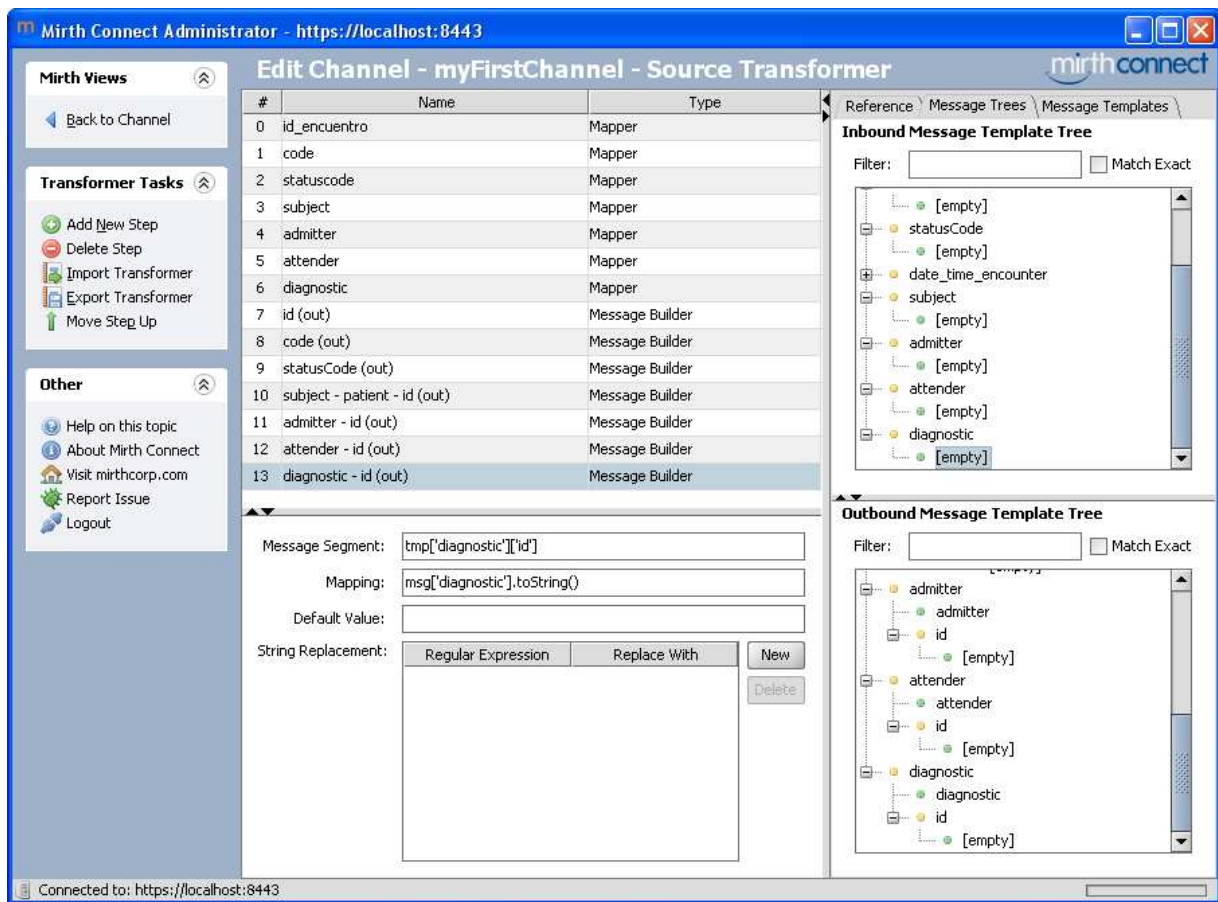 Mirth Connect Administrator - https://localhost:8443
Mirth Views
Back to Channel
Transformer Tasks
Add New Step
Delete Step
Import Transformer
Export Transformer
Move Step Up
Other
Help on this topic
About Mirth Connect
Visit mirthcorp.com
Report Issue
Logout
Edit Channel - myFirstChannel - Source Transformer
mirth connect
# Name Type
0 id_encuentro Mapper
1 code Mapper
2 statuscode Mapper
3 subject Mapper
4 admitter Mapper
5 attender Mapper
6 diagnostic Mapper
7 id (out) Message Builder
8 code (out) Message Builder
9 statusCode (out) Message Builder
10 subject - patient - id (out) Message Builder
11 admitter - id (out) Message Builder
12 attender - id (out) Message Builder
13 diagnostic - id (out) Message Builder
Message Segment: tmp['diagnostic']['id']
Mapping: msg['diagnostic'].toString()
Default Value:
String Replacement: Regular Expression Replace With New
Delete
Reference Message Trees Message Templates
Inbound Message Template Tree
Filter: Match Exact
[empty]
statusCode
[empty]
date_time_encounter
subject
[empty]
admitter
[empty]
attender
[empty]
diagnostic
[empty]
Outbound Message Template Tree
Filter: Match Exact
[empty]
admitter
admitter
id
[empty]
attender
attender
id
[empty]
diagnostic
diagnostic
id
[empty]
Connected to: https://localhost:8443